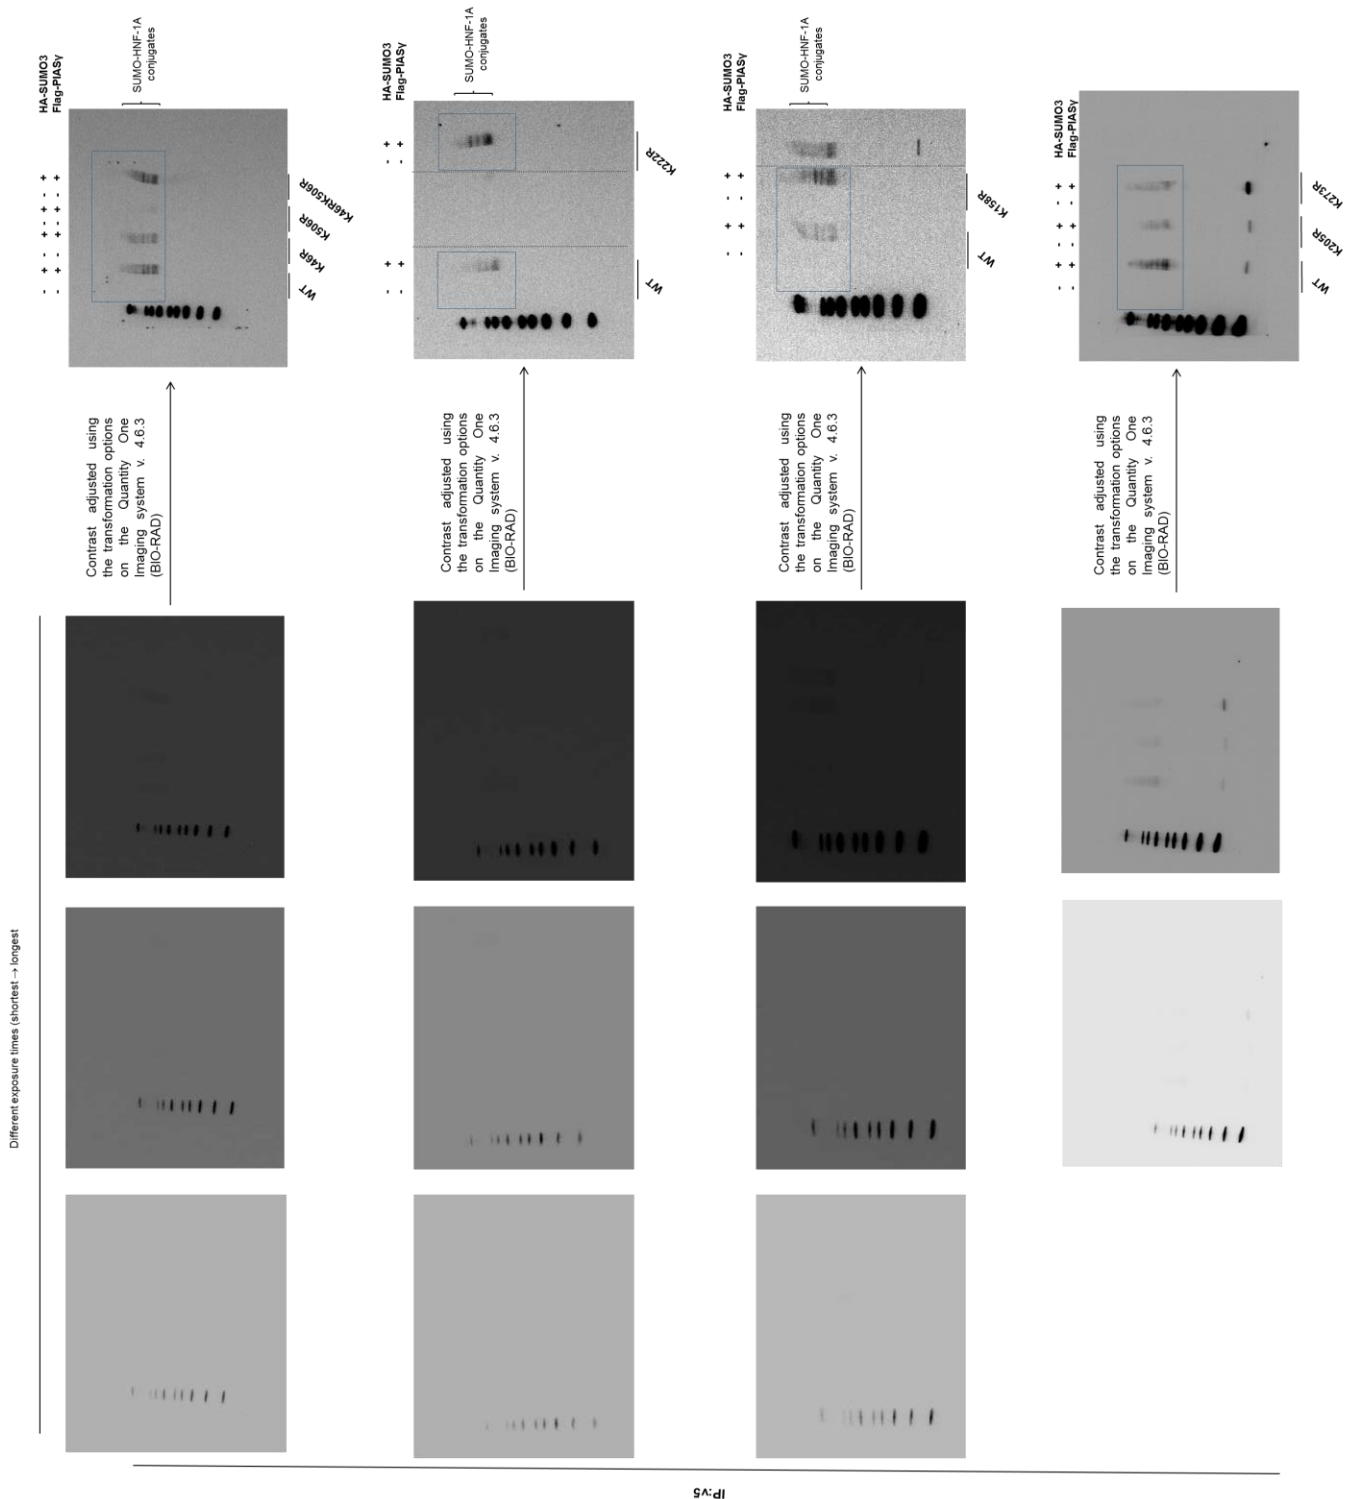 Different exposure times (shortest → longest
HA-SUMO3
Flag-PIASγ
- + - + - + - +
- + - + - + - +
SUMO-HNF-1A
conjugates
WT
K46R
K506R
K46RK506R
Contrast adjusted using
the transformation options
on the Quantity One
Imaging system v. 4.6.3
(BIO-RAD)
HA-SUMO3
Flag-PIASγ
- + - +
- + - +
SUMO-HNF-1A
conjugates
WT
K222R
Contrast adjusted using
the transformation options
on the Quantity One
Imaging system v. 4.6.3
(BIO-RAD)
HA-SUMO3
Flag-PIASγ
- + - +
- + - +
SUMO-HNF-1A
conjugates
WT
K158R
Contrast adjusted using
the transformation options
on the Quantity One
Imaging system v. 4.6.3
(BIO-RAD)
HA-SUMO3
Flag-PIASγ
- + - + - +
- + - + - +
WT
K205R
K273R
Contrast adjusted using
the transformation options
on the Quantity One
Imaging system v. 4.6.3
(BIO-RAD)
IP:v5